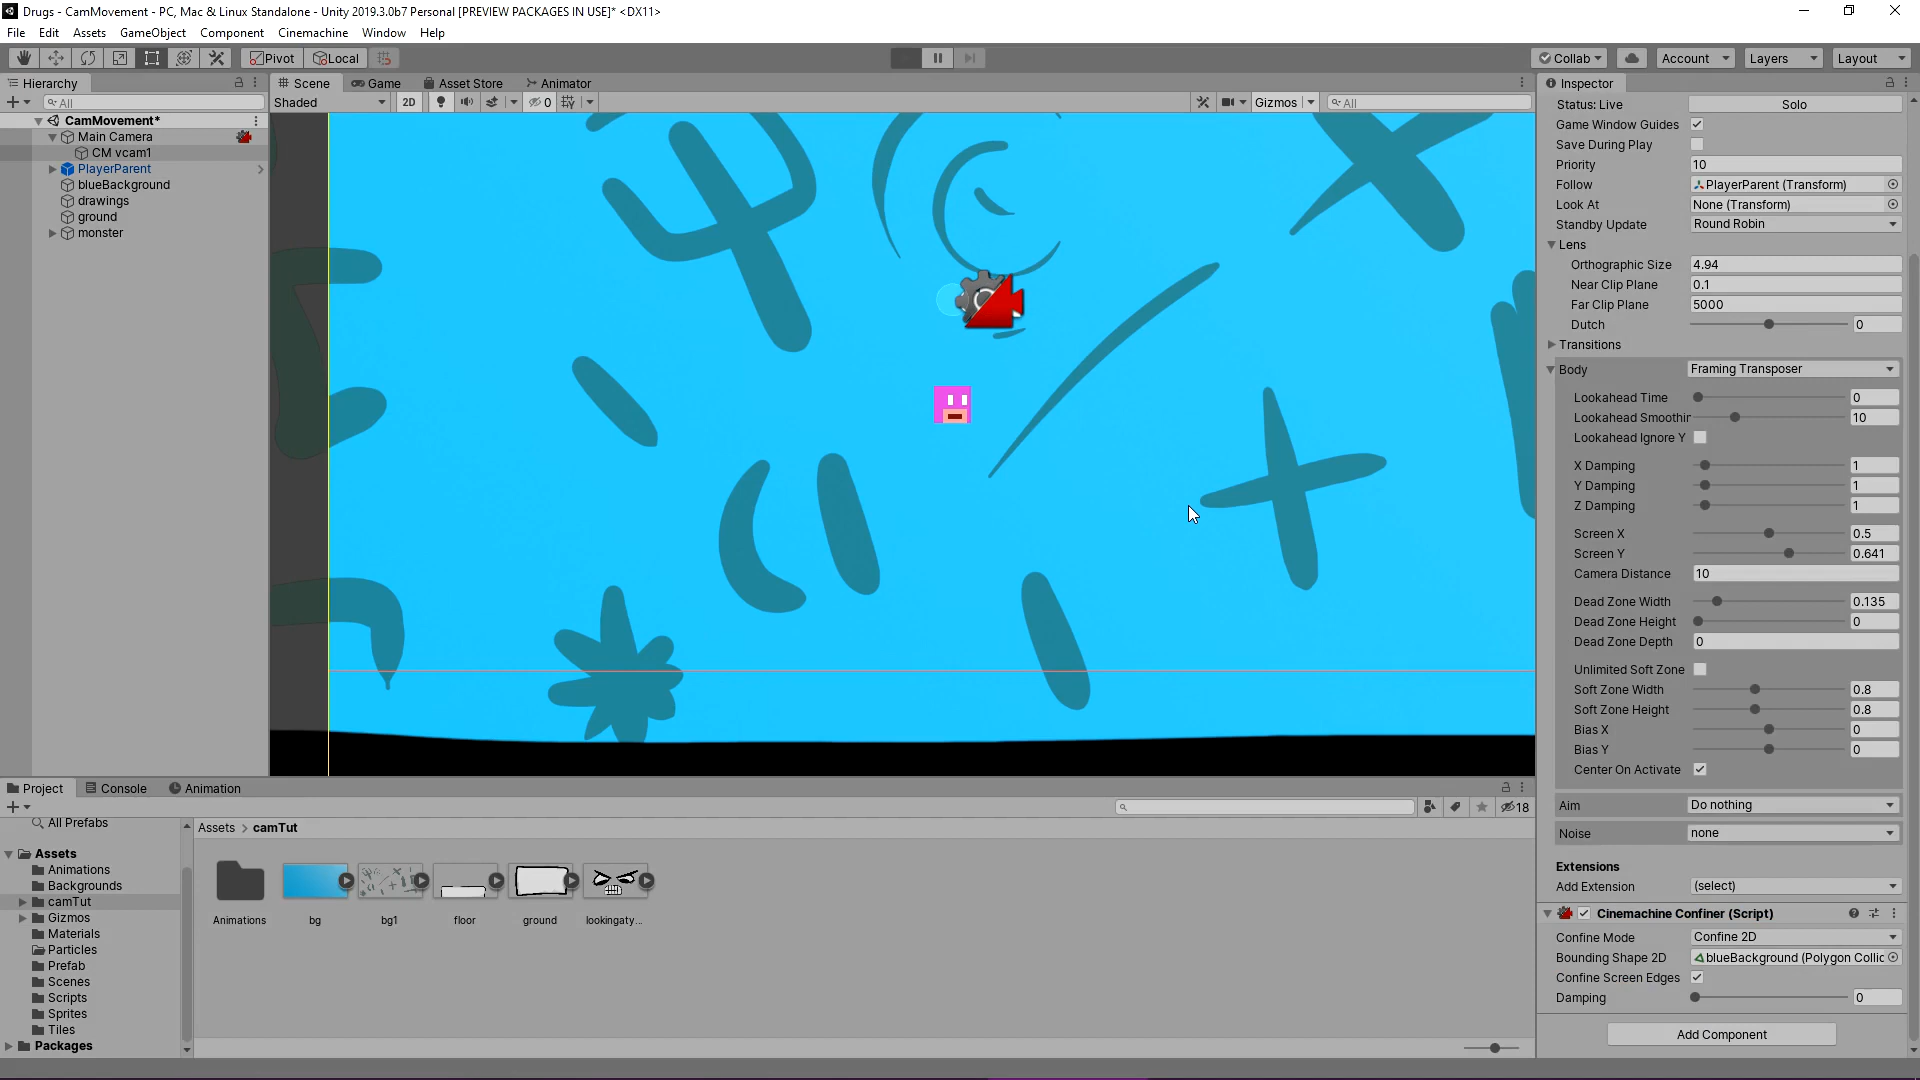 Drugs - CamMovement - PC, Mac & Linux Standalone - Unity 2019.3.0b7 Personal [PREVIEW PACKAGES IN USE]* <DX11>
File Edit Assets GameObject Component Cinemachine Window Help
Pivot Local Collab Account Layers Layout
Hierarchy
All
CamMovement*
Main Camera
CM vcam1
PlayerParent
blueBackground
drawings
ground
monster
Scene Game Asset Store Animator
Shaded 2D 0 Gizmos All
Inspector
Status: Live Solo
Game Window Guides
Save During Play
Priority 10
Follow PlayerParent (Transform)
Look At None (Transform)
Standby Update Round Robin
Lens
Orthographic Size 4.94
Near Clip Plane 0.1
Far Clip Plane 5000
Dutch 0
Transitions
Body Framing Transposer
Lookahead Time 0
Lookahead Smoothir 10
Lookahead Ignore Y
X Damping 1
Y Damping 1
Z Damping 1
Screen X 0.5
Screen Y 0.641
Camera Distance 10
Dead Zone Width 0.135
Dead Zone Height 0
Dead Zone Depth 0
Unlimited Soft Zone
Soft Zone Width 0.8
Soft Zone Height 0.8
Bias X 0
Bias Y 0
Center On Activate
Aim Do nothing
Noise none
Extensions
Add Extension (select)
Cinemachine Confiner (Script)
Confine Mode Confine 2D
Bounding Shape 2D blueBackground (Polygon Collic
Confine Screen Edges
Damping 0
Add Component
Project Console Animation
18
All Prefabs
Assets
Animations
Backgrounds
camTut
Gizmos
Materials
Particles
Prefab
Scenes
Scripts
Sprites
Tiles
Packages
Assets > camTut
Animations bg bg1 floor ground lookingaty...